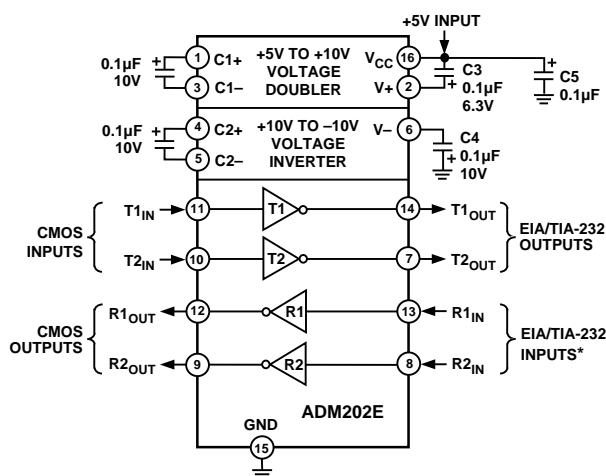 +5V INPUT
1
C1+
+5V TO +10V
VOLTAGE
DOUBLER
VCC
16
0.1µF
10V
+
3
C1–
V+
2
+
C3
0.1µF
6.3V
+
C5
0.1µF
4
C2+
+10V TO –10V
VOLTAGE
INVERTER
V–
6
0.1µF
10V
+
5
C2–
+
C4
0.1µF
10V
CMOS
INPUTS
T1IN
11
T1
14
T1OUT
EIA/TIA-232
OUTPUTS
T2IN
10
T2
7
T2OUT
CMOS
OUTPUTS
R1OUT
12
R1
13
R1IN
EIA/TIA-232
INPUTS*
R2OUT
9
R2
8
R2IN
GND
ADM202E
15